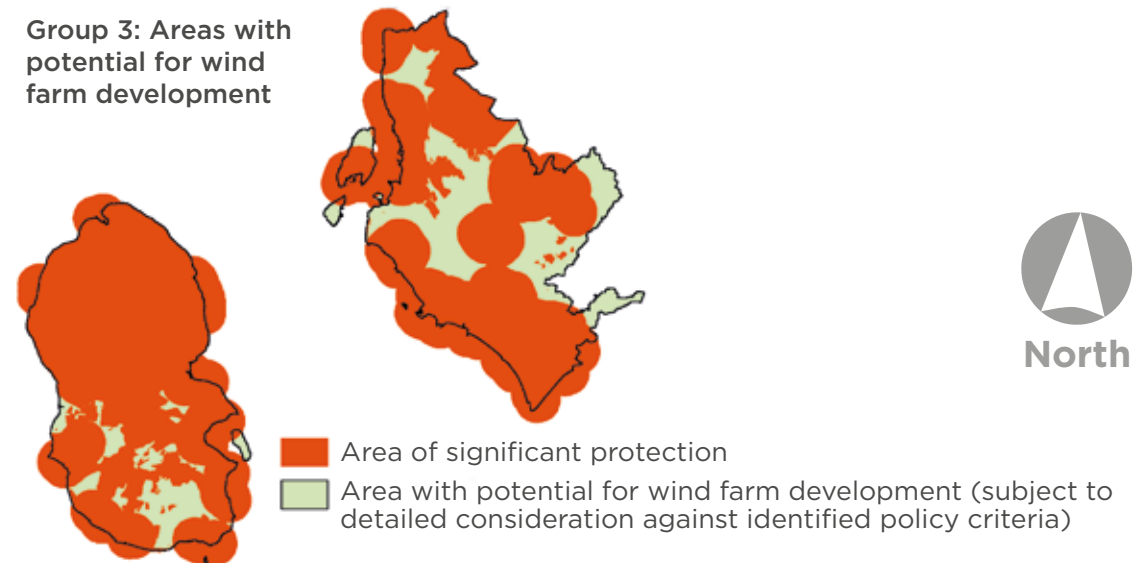 Group 3: Areas with
potential for wind
farm development
North
Area of significant protection
Area with potential for wind farm development (subject to
detailed consideration against identified policy criteria)